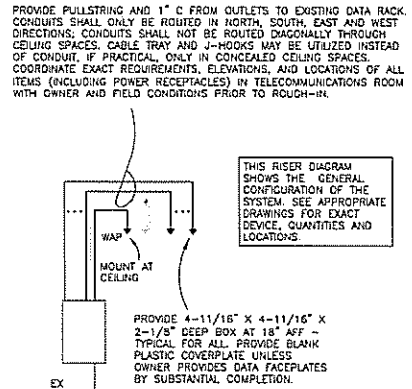 PROVIDE PULLSTRING AND 1" C FROM OUTLETS TO EXISTING DATA RACK.
CONDUITS SHALL ONLY BE ROUTED IN NORTH, SOUTH, EAST AND WEST
DIRECTIONS; CONDUITS SHALL NOT BE ROUTED DIAGONALLY THROUGH
CEILING SPACES. CABLE TRAY AND J-HOOKS MAY BE UTILIZED INSTEAD
OF CONDUIT, IF PRACTICAL, ONLY IN CONCEALED CEILING SPACES.
COORDINATE EXACT REQUIREMENTS, ELEVATIONS, AND LOCATIONS OF ALL
ITEMS (INCLUDING POWER RECEPTACLES) IN TELECOMMUNICATIONS ROOM
WITH OWNER AND FIELD CONDITIONS PRIOR TO ROUGH-IN.
THIS RISER DIAGRAM
SHOWS THE GENERAL
CONFIGURATION OF THE
SYSTEM. SEE APPROPRIATE
DRAWINGS FOR EXACT
DEVICE, QUANTITIES AND
LOCATIONS.
WAP
MOUNT AT
CEILING
PROVIDE 4-11/16" X 4-11/16" X
2-1/8" DEEP BOX AT 18" AFF ~
TYPICAL FOR ALL. PROVIDE BLANK
PLASTIC COVERPLATE UNLESS
OWNER PROVIDES DATA FACEPLATES
BY SUBSTANTIAL COMPLETION.
EX